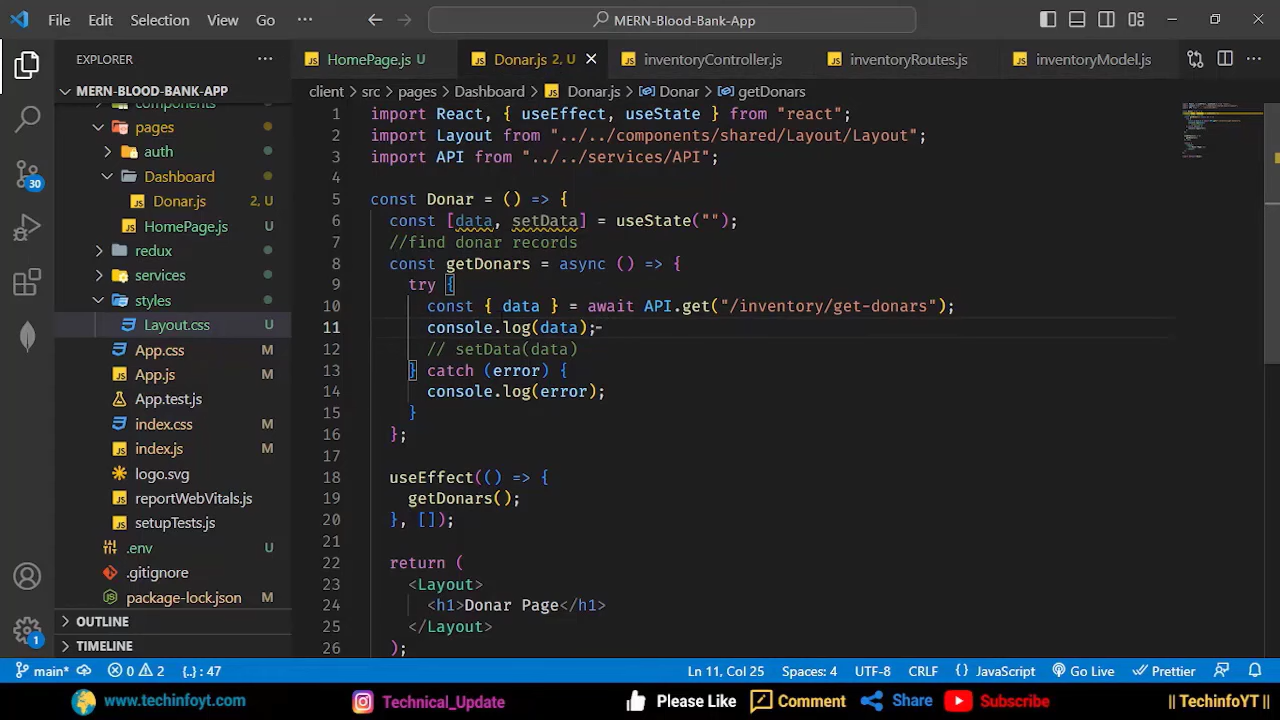 File Edit Selection View Go ··· MERN-Blood-Bank-App
EXPLORER ···
MERN-BLOOD-BANK-APP
components
pages
auth
Dashboard
Donar.js 2, U
HomePage.js U
redux
services
styles
Layout.css U
App.css M
App.js M
App.test.js
index.css M
index.js M
logo.svg
reportWebVitals.js
setupTests.js
.env U
.gitignore
package-lock.json M
OUTLINE
TIMELINE
30
1
HomePage.js U Donar.js 2, U inventoryController.js inventoryRoutes.js inventoryModel.js ···
client > src > pages > Dashboard > Donar.js > Donar > getDonars
1 import React, { useEffect, useState } from "react";
2 import Layout from "../../components/shared/Layout/Layout";
3 import API from "../../services/API";
4
5 const Donar = () => {
6 const [data, setData] = useState("");
7 //find donar records
8 const getDonars = async () => {
9 try {
10 const { data } = await API.get("/inventory/get-donars");
11 console.log(data);
12 // setData(data)
13 } catch (error) {
14 console.log(error);
15 }
16 };
17
18 useEffect(() => {
19 getDonars();
20 }, []);
21
22 return (
23 <Layout>
24 <h1>Donar Page</h1>
25 </Layout>
26 );
main* 0 2 {..} : 47 Ln 11, Col 25 Spaces: 4 UTF-8 CRLF {} JavaScript Go Live Prettier
www.techinfoyt.com Technical_Update Please Like Comment Share Subscribe || TechinfoYT ||